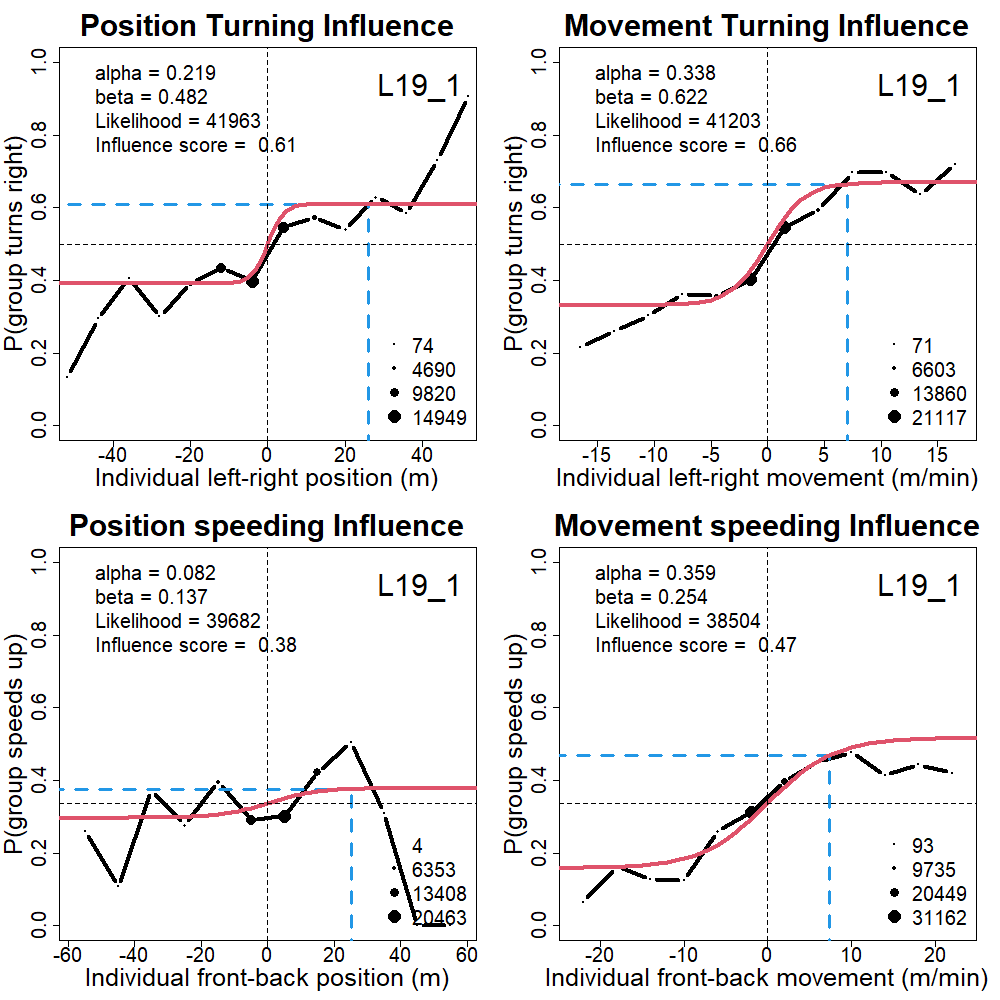 Position Turning Influence
alpha = 0.219
beta = 0.482
Likelihood = 41963
Influence score = 0.61
L19_1
P(group turns right)
0.0 0.2 0.4 0.6 0.8 1.0
74
4690
9820
14949
-40 -20 0 20 40
Individual left-right position (m)
Movement Turning Influence
alpha = 0.338
beta = 0.622
Likelihood = 41203
Influence score = 0.66
L19_1
P(group turns right)
0.0 0.2 0.4 0.6 0.8 1.0
71
6603
13860
21117
-15 -10 -5 0 5 10 15
Individual left-right movement (m/min)
Position speeding Influence
alpha = 0.082
beta = 0.137
Likelihood = 39682
Influence score = 0.38
L19_1
P(group speeds up)
0.0 0.2 0.4 0.6 0.8 1.0
4
6353
13408
20463
-60 -40 -20 0 20 40 60
Individual front-back position (m)
Movement speeding Influence
alpha = 0.359
beta = 0.254
Likelihood = 38504
Influence score = 0.47
L19_1
P(group speeds up)
0.0 0.2 0.4 0.6 0.8 1.0
93
9735
20449
31162
-20 -10 0 10 20
Individual front-back movement (m/min)